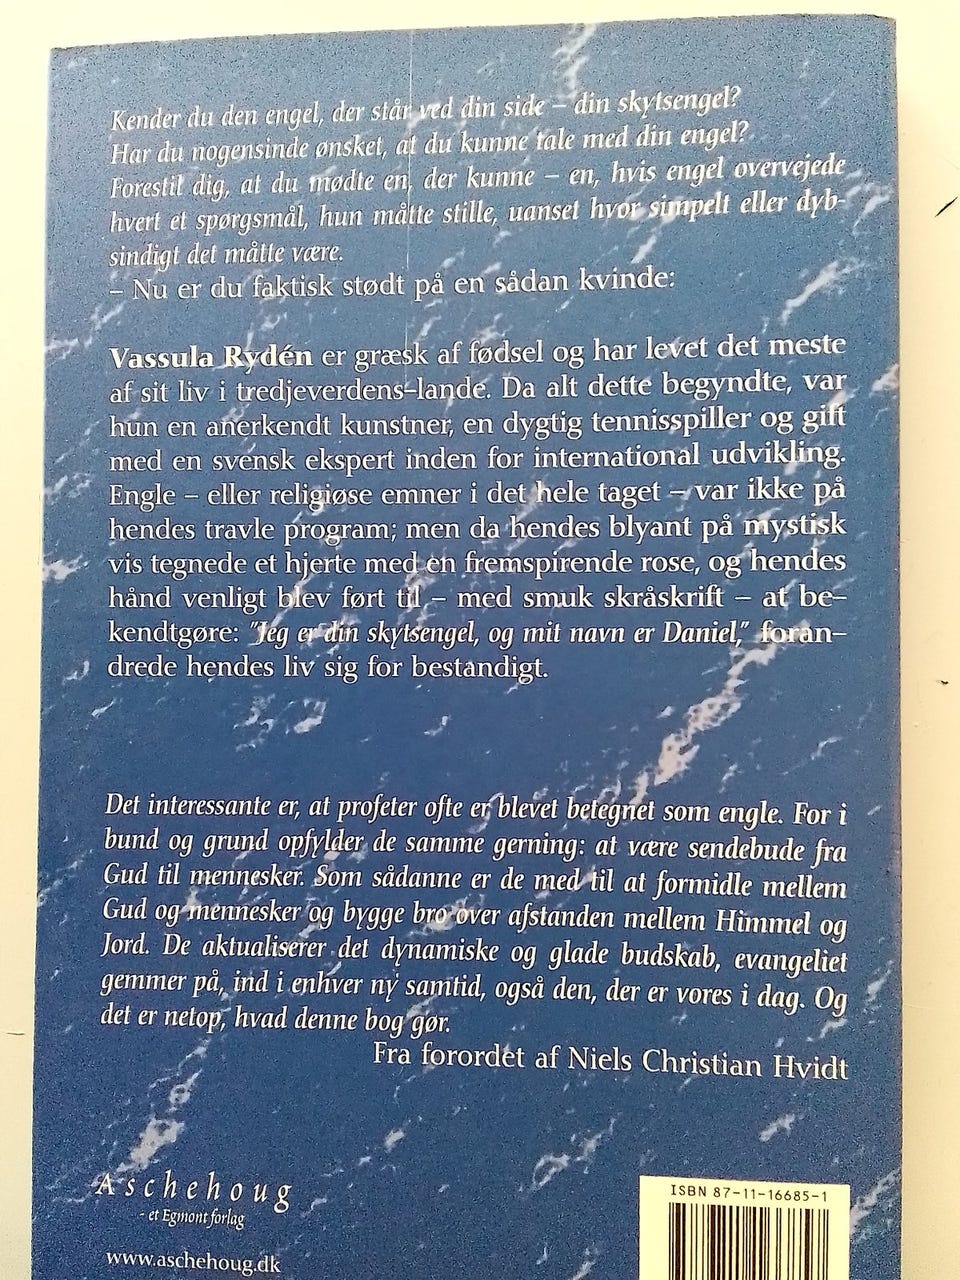 Kender du den engel, der står ved din side – din skytsengel?
Har du nogensinde ønsket, at du kunne tale med din engel?
Forestil dig, at du mødte en, der kunne – en, hvis engel overvejede
hvert et spørgsmål, hun måtte stille, uanset hvor simpelt eller dyb-
sindigt det måtte være.
– Nu er du faktisk stødt på en sådan kvinde:
Vassula Rydén er græsk af fødsel og har levet det meste
af sit liv i tredjeverdens-lande. Da alt dette begyndte, var
hun en anerkendt kunstner, en dygtig tennisspiller og gift
med en svensk ekspert inden for international udvikling.
Engle – eller religiøse emner i det hele taget – var ikke på
hendes travle program; men da hendes blyant på mystisk
vis tegnede et hjerte med en fremspirende rose, og hendes
hånd venligt blev ført til – med smuk skråskrift – at be-
kendtgøre: "Jeg er din skytsengel, og mit navn er Daniel," foran-
drede hendes liv sig for bestandigt.
Det interessante er, at profeter ofte er blevet betegnet som engle. For i
bund og grund opfylder de samme gerning: at være sendebude fra
Gud til mennesker. Som sådanne er de med til at formidle mellem
Gud og mennesker og bygge bro over afstanden mellem Himmel og
Jord. De aktualiserer det dynamiske og glade budskab, evangeliet
gemmer på, ind i enhver ny samtid, også den, der er vores i dag. Og
det er netop, hvad denne bog gør.
Fra forordet af Niels Christian Hvidt
Aschehoug
- et Egmont forlag
www.aschehoug.dk
ISBN 87-11-16685-1